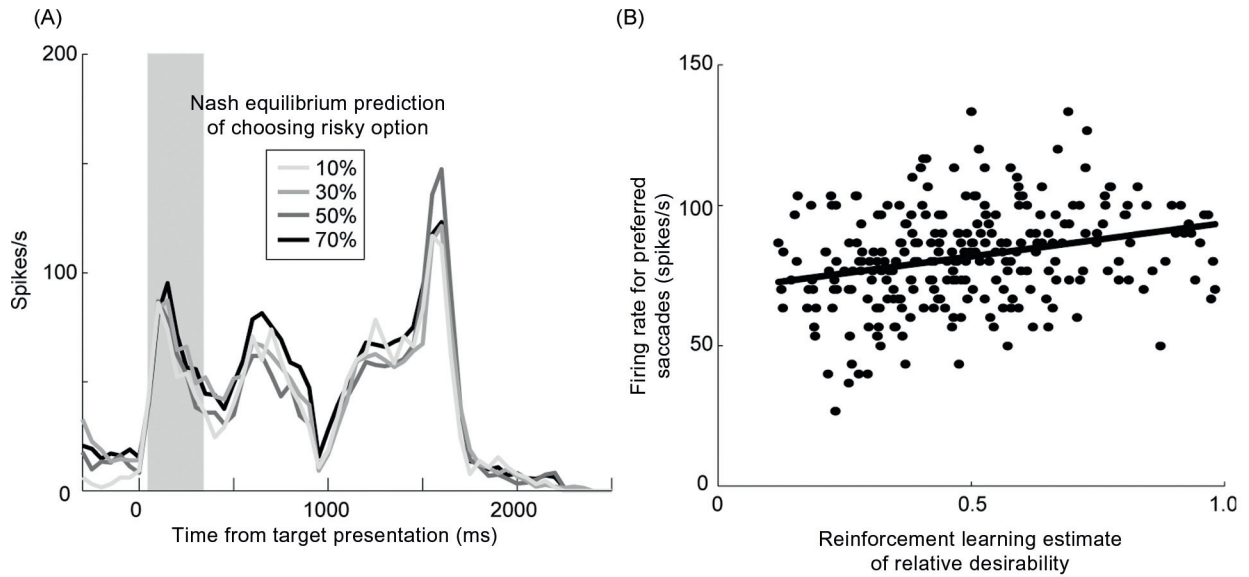 (A)
200
Nash equilibrium prediction
of choosing risky option
10%
30%
50%
70%
Spikes/s
100
0
0
1000
2000
Time from target presentation (ms)
(B)
150
100
50
0
Firing rate for preferred
saccades (spikes/s)
0
0.5
1.0
Reinforcement learning estimate
of relative desirability